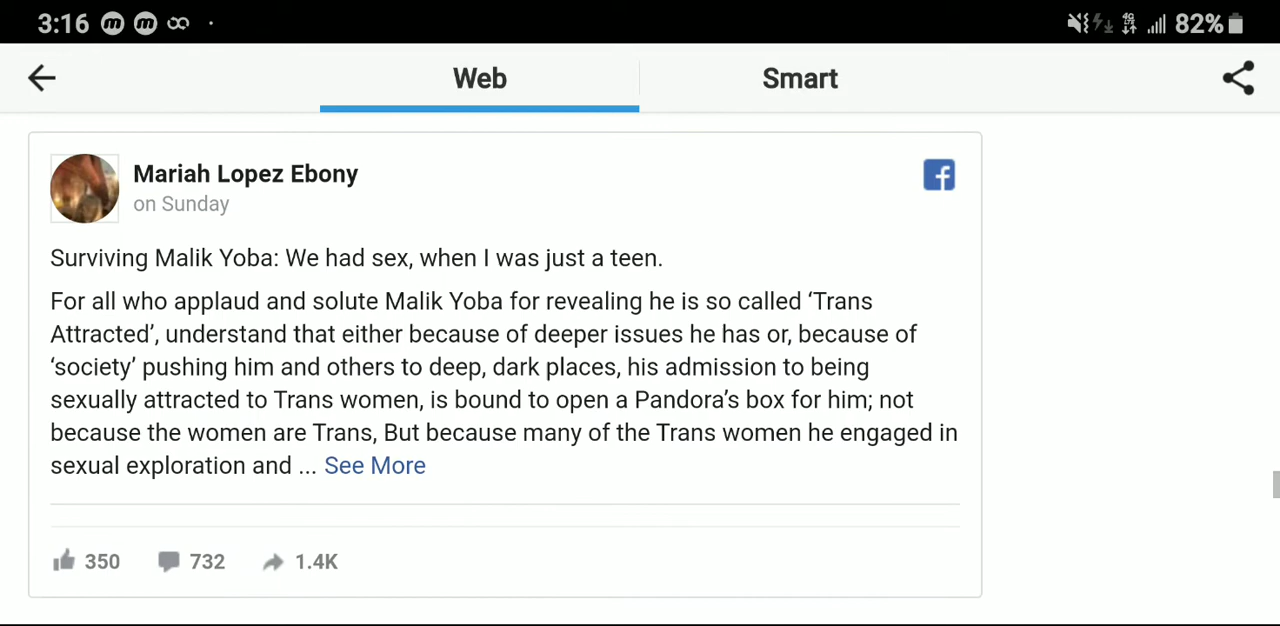 3:16
82%
Web
Smart
Mariah Lopez Ebony
on Sunday
Surviving Malik Yoba: We had sex, when I was just a teen.
For all who applaud and solute Malik Yoba for revealing he is so called ‘Trans
Attracted’, understand that either because of deeper issues he has or, because of
‘society’ pushing him and others to deep, dark places, his admission to being
sexually attracted to Trans women, is bound to open a Pandora’s box for him; not
because the women are Trans, But because many of the Trans women he engaged in
sexual exploration and ... See More
350
732
1.4K